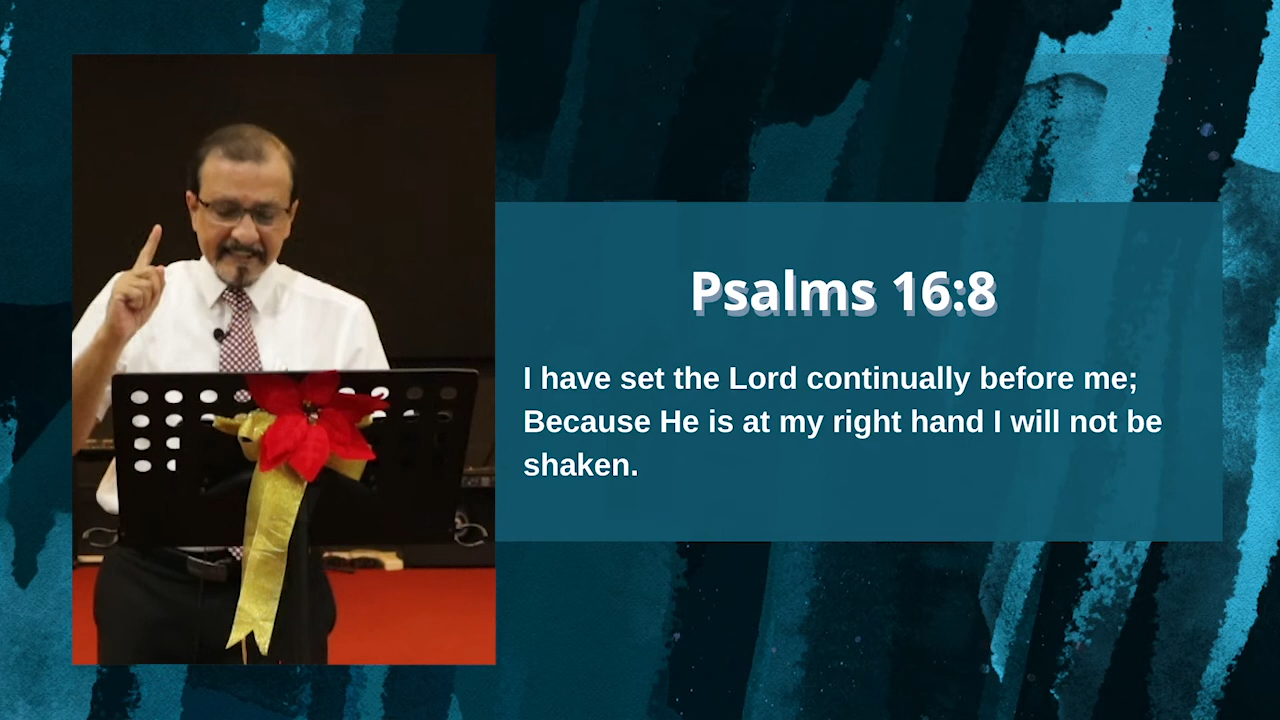 Psalms 16:8
I have set the Lord continually before me;
Because He is at my right hand I will not be
shaken.